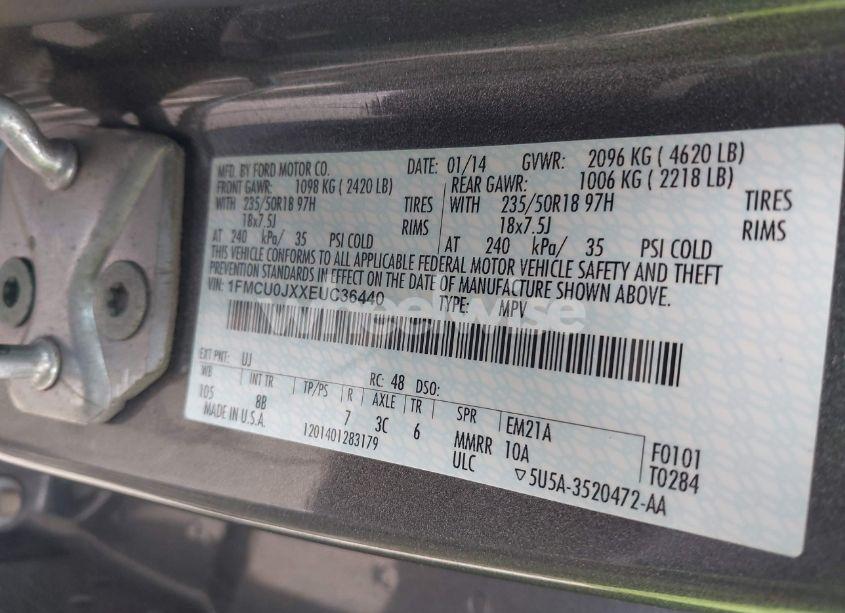 MFD. BY FORD MOTOR CO.
DATE: 01/14 GVWR: 2096 KG ( 4620 LB)
FRONT GAWR: 1098 KG ( 2420 LB) REAR GAWR: 1006 KG ( 2218 LB)
WITH 235/50R18 97H TIRES WITH 235/50R18 97H TIRES
18x7.5J RIMS 18x7.5J RIMS
AT 240 kPa/ 35 PSI COLD AT 240 kPa/ 35 PSI COLD
THIS VEHICLE CONFORMS TO ALL APPLICABLE FEDERAL MOTOR VEHICLE SAFETY AND THEFT
PREVENTION STANDARDS IN EFFECT ON THE DATE OF MANUFACTURE SHOWN ABOVE.
VIN: 1FMCU0JXXEUC36440 TYPE: MPV
wheelwise
EXT PNT: UJ RC: 48 DSO:
WB INT TR TP/PS R AXLE TR SPR EM21A
105 8B 7 3C 6 MMRR 10A F0101
MADE IN U.S.A. 1201401283179 ULC ▽5U5A-3520472-AA T0284